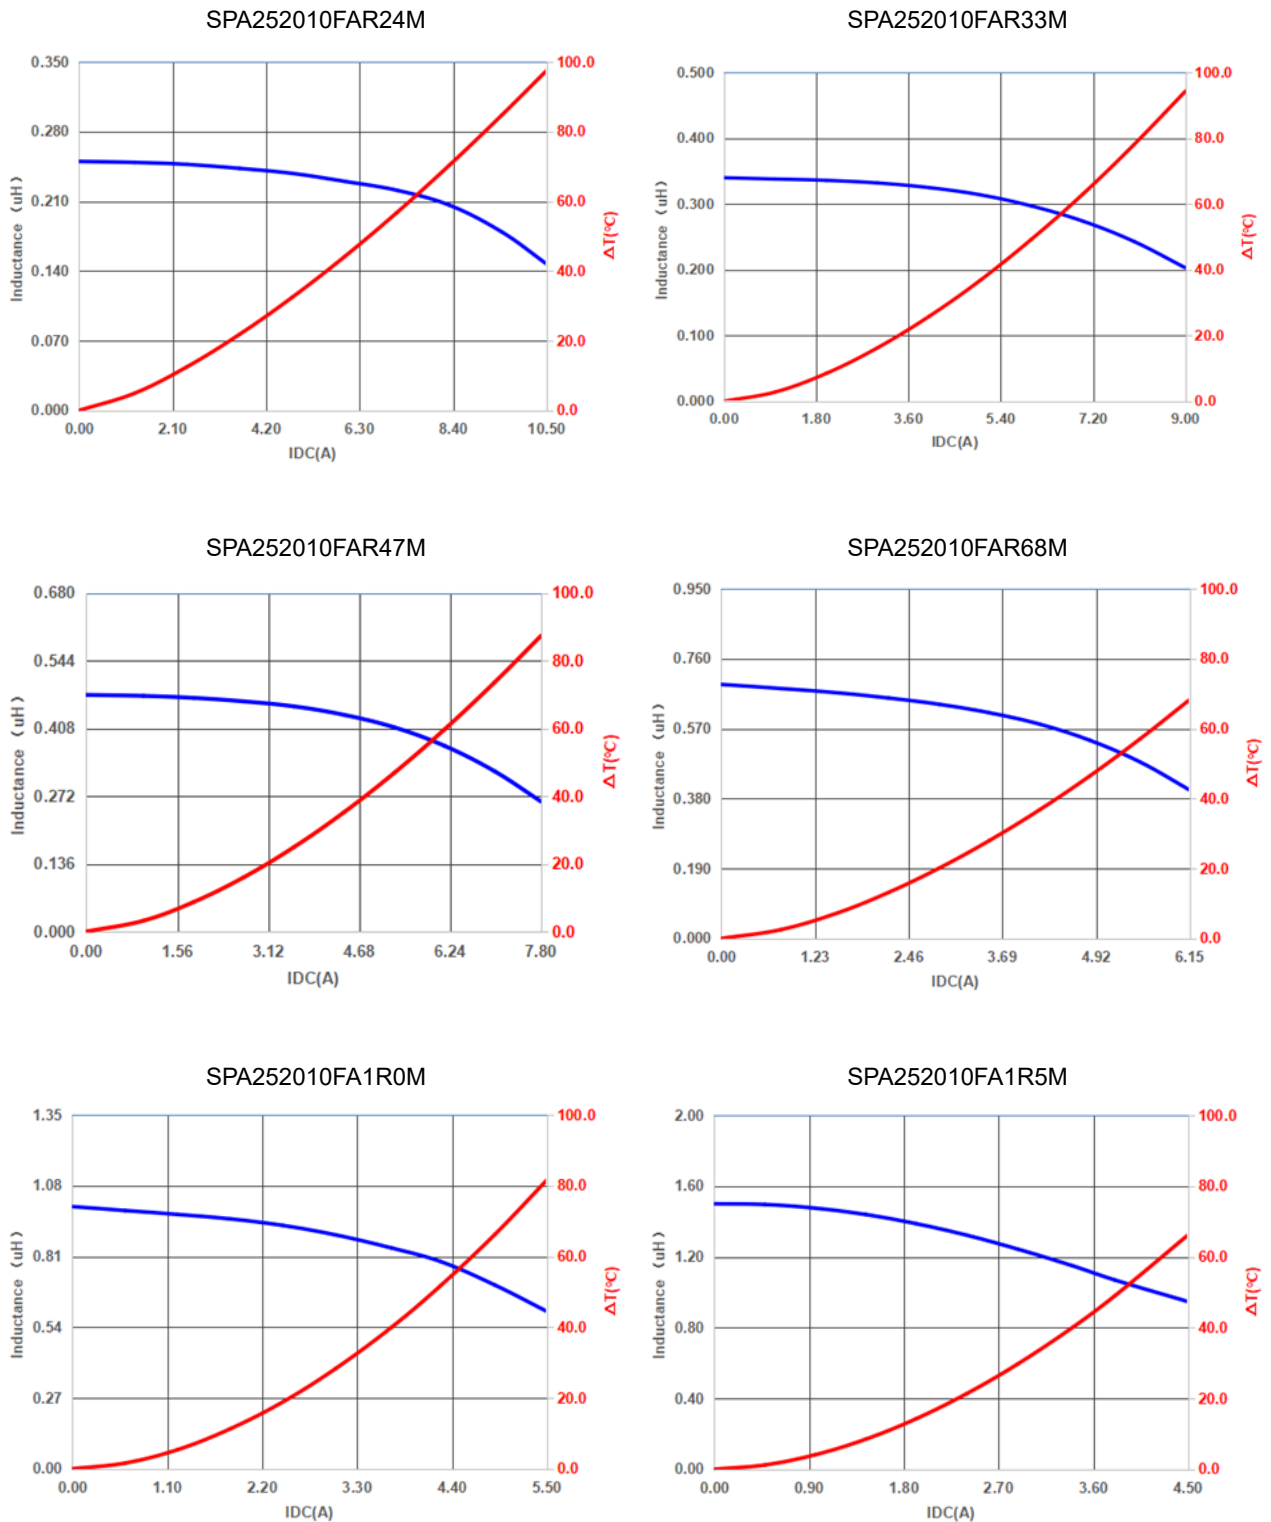 SPA252010FAR24M
SPA252010FAR33M
0.350
0.280
0.210
0.140
0.070
0.000
100.0
80.0
60.0
40.0
20.0
0.0
0.00 2.10 4.20 6.30 8.40 10.50
IDC(A)
Inductance (uH)
ΔT(℃)
0.500
0.400
0.300
0.200
0.100
0.000
100.0
80.0
60.0
40.0
20.0
0.0
0.00 1.80 3.60 5.40 7.20 9.00
IDC(A)
Inductance (uH)
ΔT(℃)
SPA252010FAR47M
SPA252010FAR68M
0.680
0.544
0.408
0.272
0.136
0.000
100.0
80.0
60.0
40.0
20.0
0.0
0.00 1.56 3.12 4.68 6.24 7.80
IDC(A)
Inductance (uH)
ΔT(℃)
0.950
0.760
0.570
0.380
0.190
0.000
100.0
80.0
60.0
40.0
20.0
0.0
0.00 1.23 2.46 3.69 4.92 6.15
IDC(A)
Inductance (uH)
ΔT(℃)
SPA252010FA1R0M
SPA252010FA1R5M
1.35
1.08
0.81
0.54
0.27
0.00
100.0
80.0
60.0
40.0
20.0
0.0
0.00 1.10 2.20 3.30 4.40 5.50
IDC(A)
Inductance (uH)
ΔT(℃)
2.00
1.60
1.20
0.80
0.40
0.00
100.0
80.0
60.0
40.0
20.0
0.0
0.00 0.90 1.80 2.70 3.60 4.50
IDC(A)
Inductance (uH)
ΔT(℃)